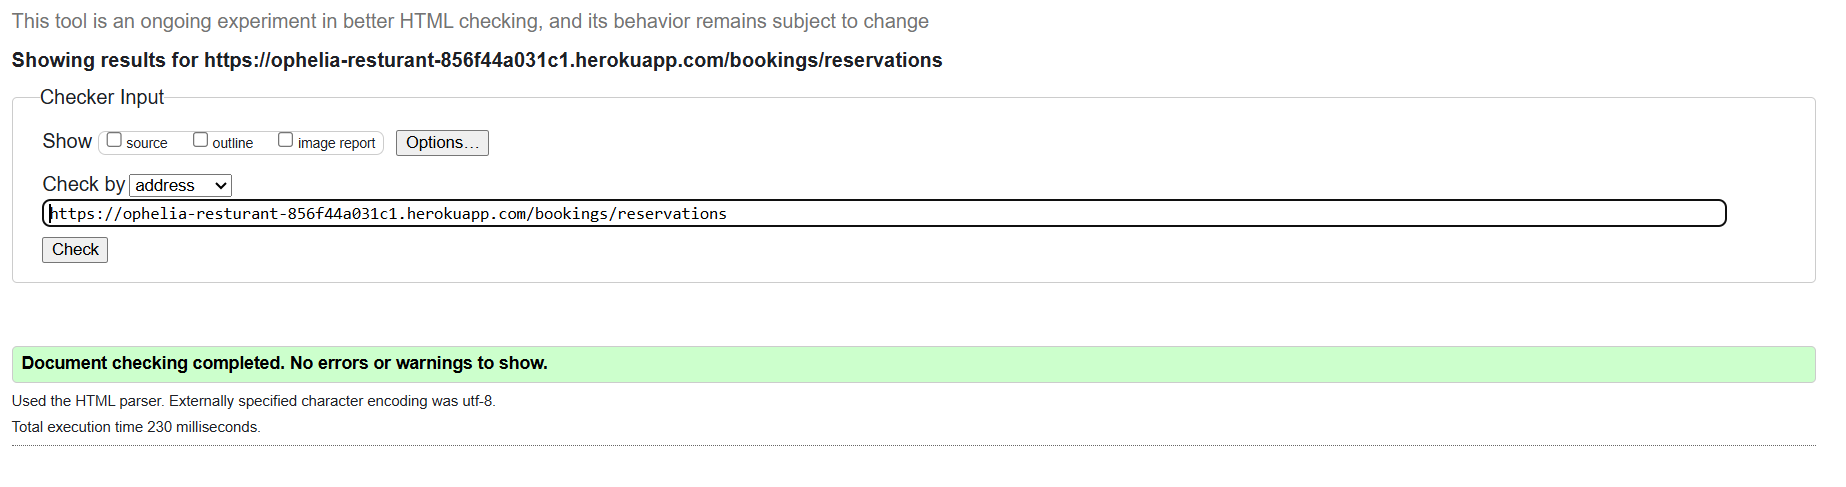 This tool is an ongoing experiment in better HTML checking, and its behavior remains subject to change
Showing results for https://ophelia-resturant-856f44a031c1.herokuapp.com/bookings/reservations
Checker Input
Show source outline image report Options...
Check by address
https://ophelia-resturant-856f44a031c1.herokuapp.com/bookings/reservations
Check
Document checking completed. No errors or warnings to show.
Used the HTML parser. Externally specified character encoding was utf-8.
Total execution time 230 milliseconds.